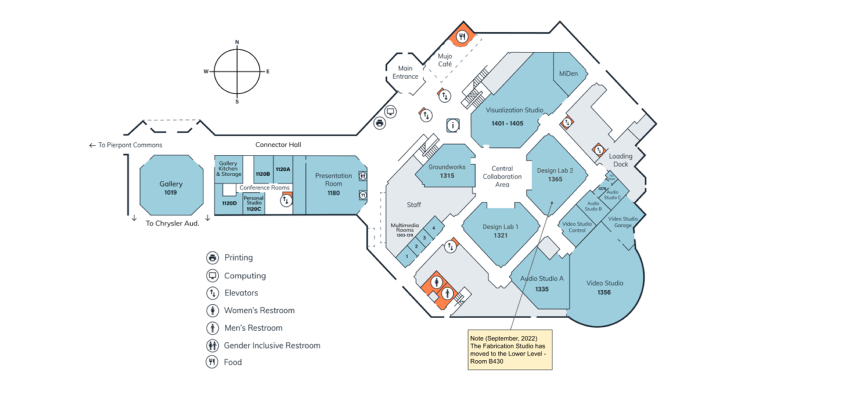 N
W
E
S
Main
Entrance
Mujo
Café
MiDen
Visualization Studio
1401 - 1405
i
← To Pierpont Commons
Connector Hall
Gallery
1019
Gallery
Kitchen
& Storage
1120B
1120A
Conference Rooms
1120D
Personal
Studio
1120C
Presentation
Room
1180
To Chrysler Aud.
Groundworks
1315
Central
Collaboration
Area
Design Lab 2
1365
Loading
Dock
Staff
Multimedia
Rooms
1
2
3
4
Design Lab 1
1321
Audio
Studio C
Audio
Studio B
Video Studio
Control
Video Studio
Garage
Audio Studio A
1335
Video Studio
1356
Printing
Computing
Elevators
Women's Restroom
Men's Restroom
Gender Inclusive Restroom
Food
Note (September, 2022)
The Fabrication Studio has
moved to the Lower Level -
Room B430